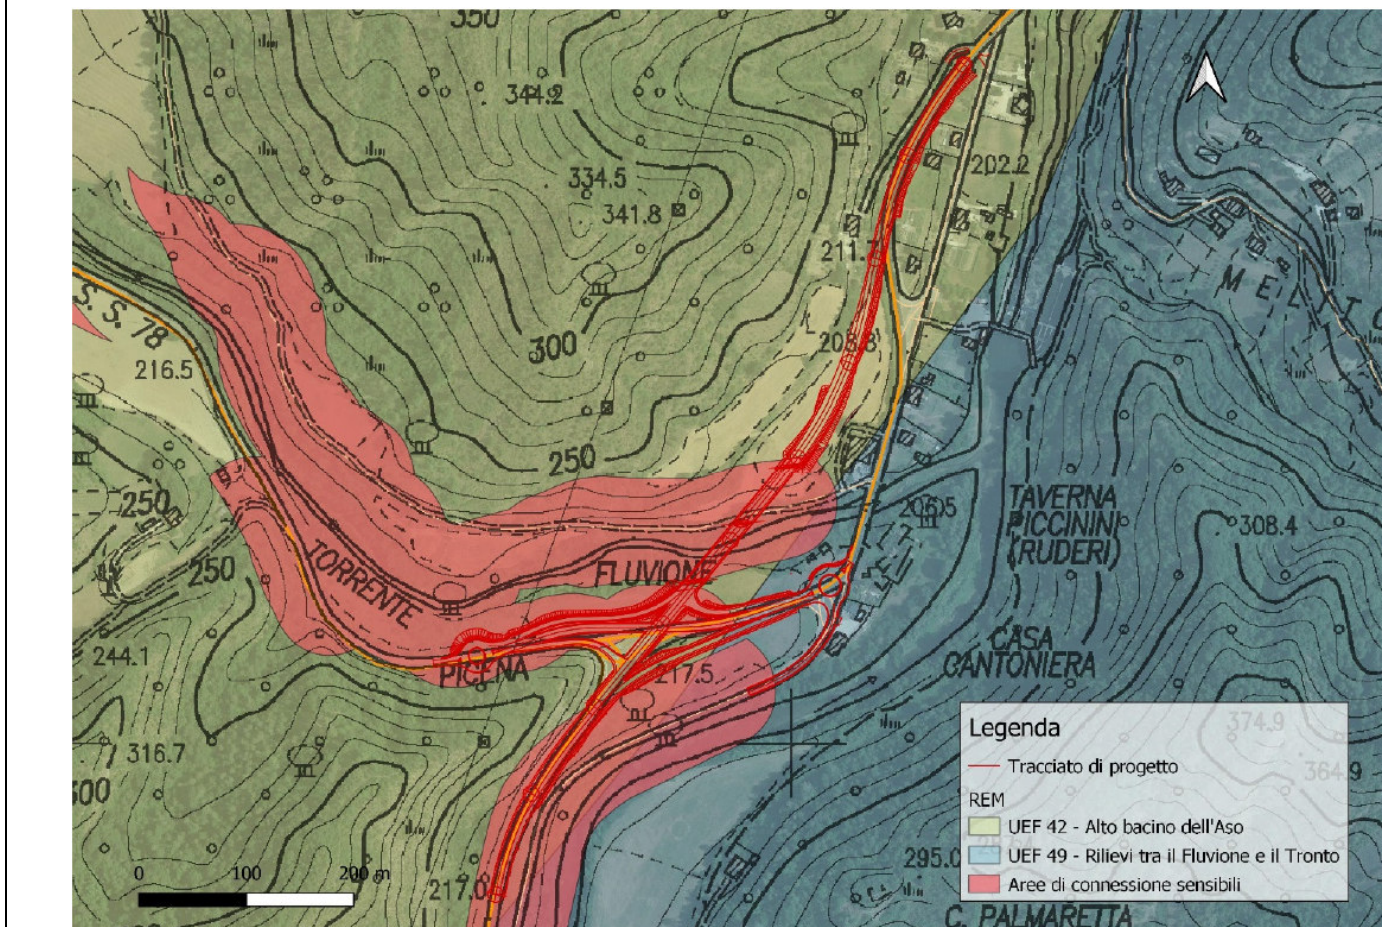 350
344.2
334.5
341.8
202.2
211.7
M E L
S. S. 78
216.5
208.8
300
250
250
206.5
TAVERNA
PICCININI
(RUDERI)
308.4
250
TORRENTE
FLUVIONE
244.1
PICENA
217.5
CASA
CANTONIERA
316.7
300
217.0
295.0
C. PALMARETTA
374.9
364.9
0 100 200 m
Legenda
Tracciato di progetto
REM
UEF 42 - Alto bacino dell'Aso
UEF 49 - Rilievi tra il Fluvione e il Tronto
Aree di connessione sensibili